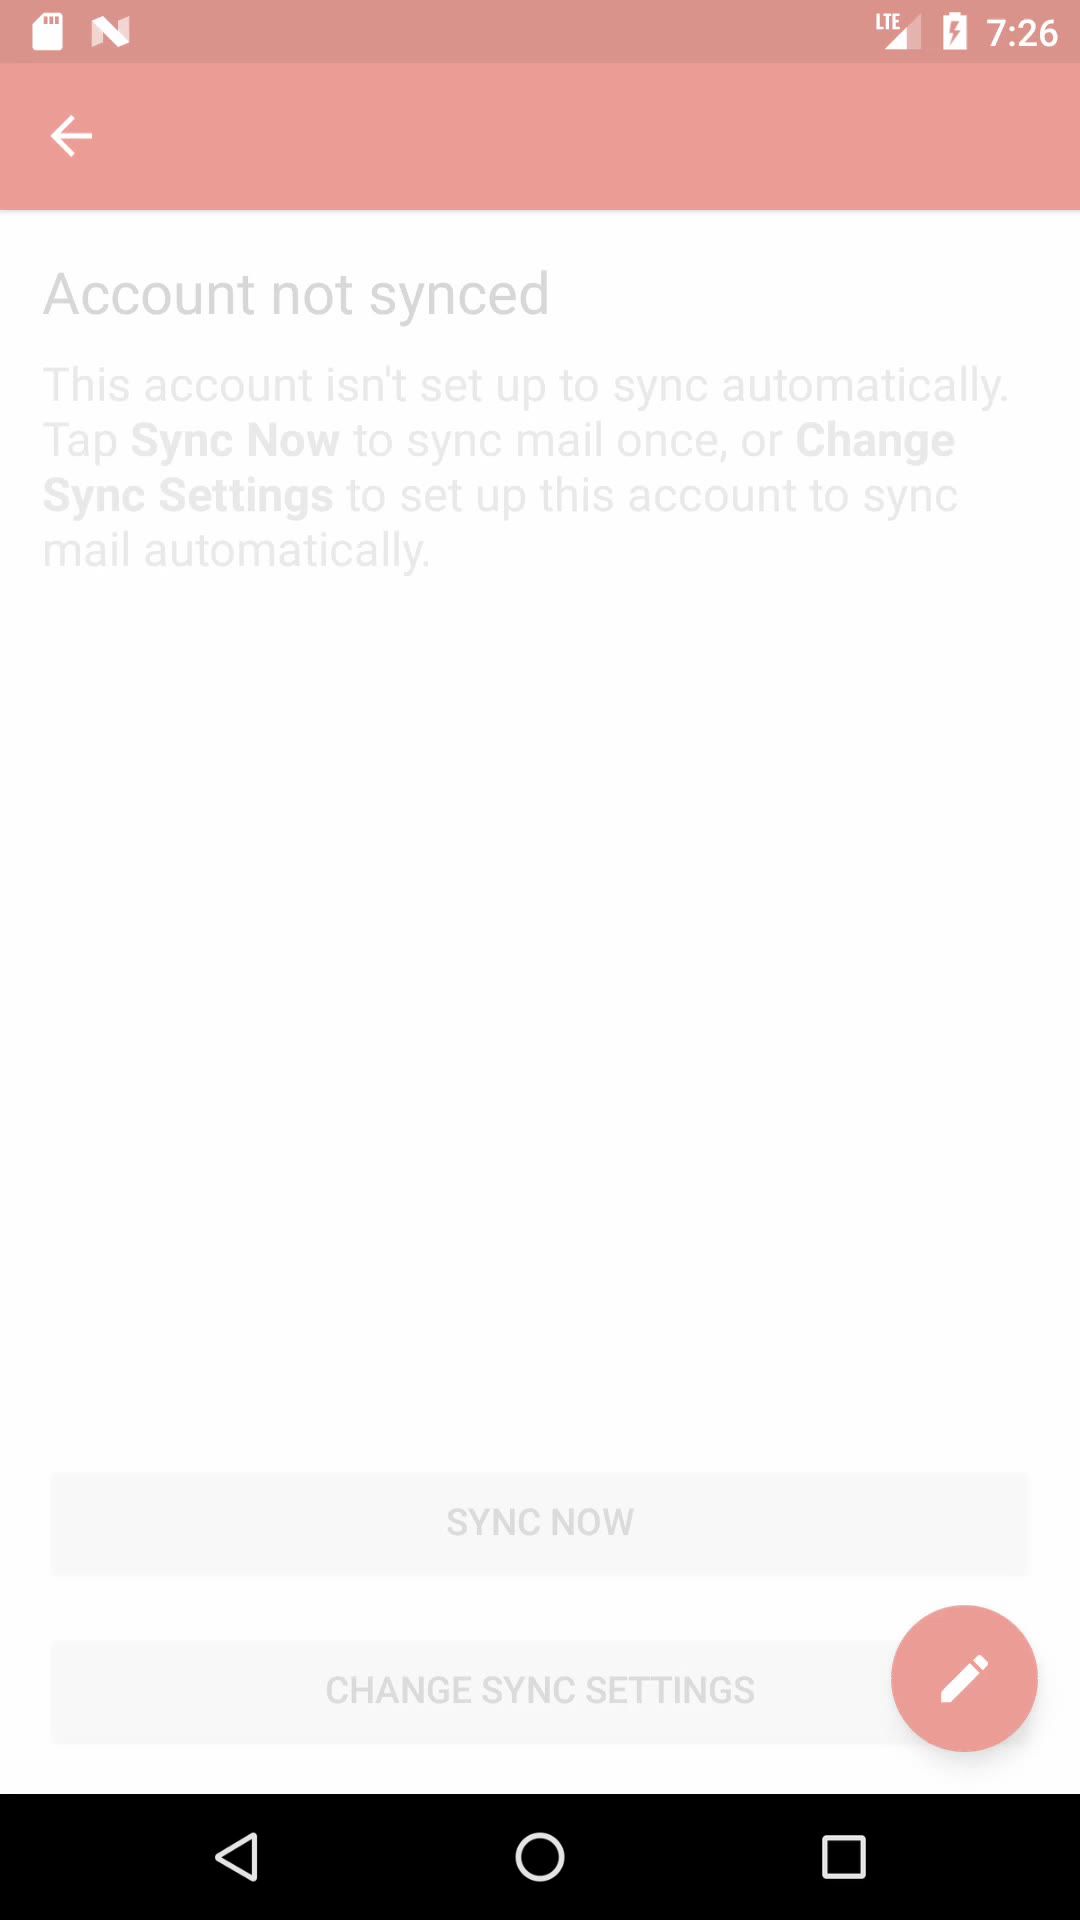 LTE 7:26
Account not synced
This account isn't set up to sync automatically.
Tap Sync Now to sync mail once, or Change
Sync Settings to set up this account to sync
mail automatically.
SYNC NOW
CHANGE SYNC SETTINGS